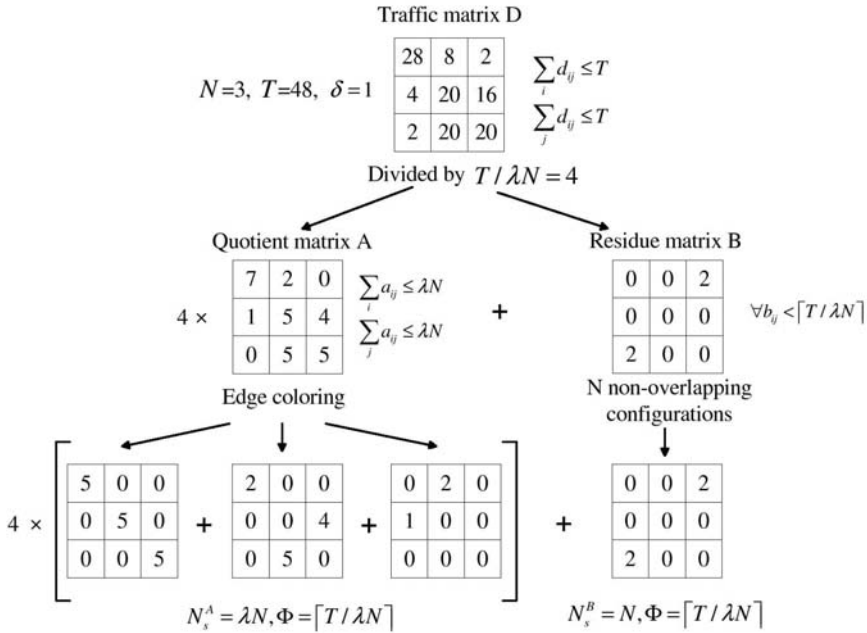 Traffic matrix D
N=3, T=48, δ=1
28 8 2
4 20 16
2 20 20
∑_i d_ij ≤ T
∑_j d_ij ≤ T
Divided by T / λN = 4
Quotient matrix A
4 ×
7 2 0
1 5 4
0 5 5
∑_i a_ij ≤ λN
∑_j a_ij ≤ λN
+
Residue matrix B
0 0 2
0 0 0
2 0 0
∀b_ij < ⌈T / λN⌉
Edge coloring
N non-overlapping
configurations
4 ×
5 0 0
0 5 0
0 0 5
+
2 0 0
0 0 4
0 5 0
+
0 2 0
1 0 0
0 0 0
+
0 0 2
0 0 0
2 0 0
N_s^A = λN, Φ = ⌈T / λN⌉
N_s^B = N, Φ = ⌈T / λN⌉